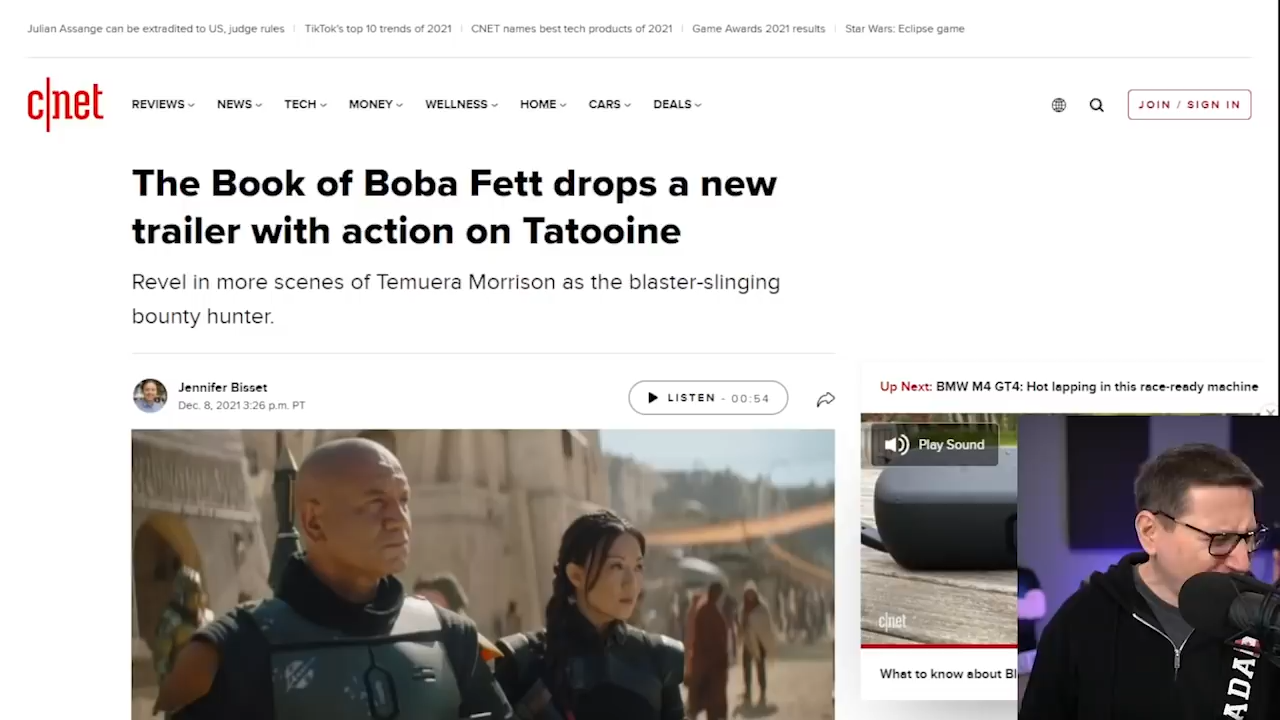 Julian Assange can be extradited to US, judge rules
TikTok's top 10 trends of 2021
CNET names best tech products of 2021
Game Awards 2021 results
Star Wars: Eclipse game
c|net
REVIEWS
NEWS
TECH
MONEY
WELLNESS
HOME
CARS
DEALS
JOIN / SIGN IN
The Book of Boba Fett drops a new
trailer with action on Tatooine
Revel in more scenes of Temuera Morrison as the blaster-slinging
bounty hunter.
Jennifer Bisset
Dec. 8, 2021 3:26 p.m. PT
LISTEN - 00:54
Up Next: BMW M4 GT4: Hot lapping in this race-ready machine
Play Sound
c|net
What to know about Bl
ADA